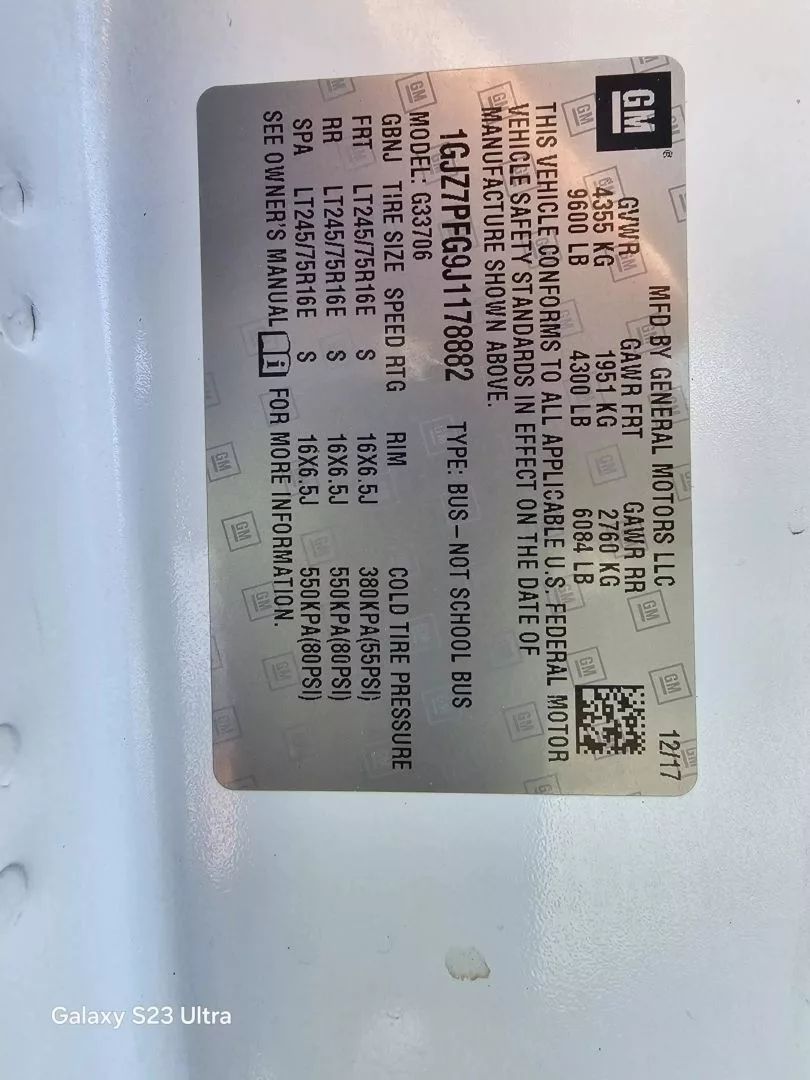 GM
MFD BY GENERAL MOTORS LLC 12/17
GVWR GAWR FRT GAWR RR
4355 KG 1951 KG 2760 KG
9600 LB 4300 LB 6084 LB
THIS VEHICLE CONFORMS TO ALL APPLICABLE U.S. FEDERAL MOTOR
VEHICLE SAFETY STANDARDS IN EFFECT ON THE DATE OF
MANUFACTURE SHOWN ABOVE.
1GJZ7PFG9J1178882 TYPE: BUS–NOT SCHOOL BUS
MODEL: G33706
GBNJ TIRE SIZE SPEED RTG RIM COLD TIRE PRESSURE
FRT LT245/75R16E S 16X6.5J 380KPA(55PSI)
RR LT245/75R16E S 16X6.5J 550KPA(80PSI)
SPA LT245/75R16E S 16X6.5J 550KPA(80PSI)
SEE OWNER'S MANUAL FOR MORE INFORMATION.
Galaxy S23 Ultra